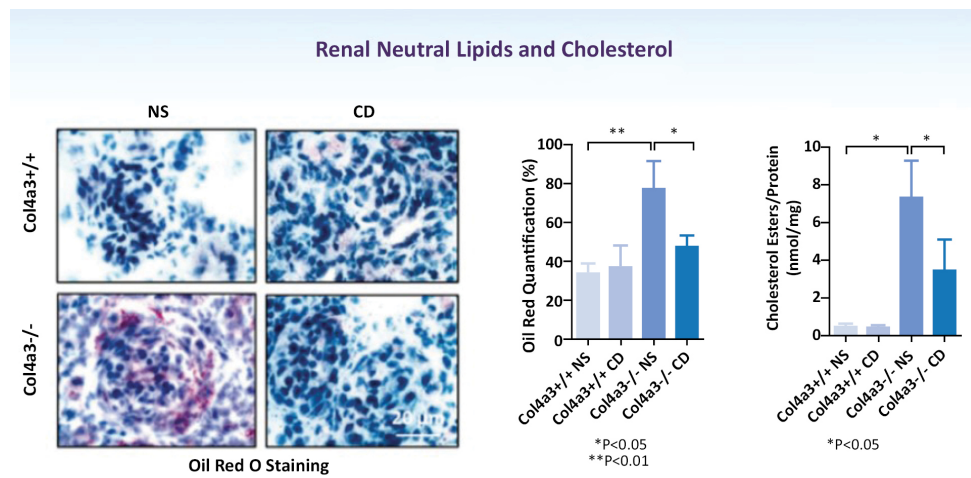 Renal Neutral Lipids and Cholesterol
NS
CD
Col4a3+/+
Col4a3-/-
20 µm
Oil Red O Staining
Oil Red Quantification (%)
100
80
60
40
20
0
**
*
Col4a3+/+ NS
Col4a3+/+ CD
Col4a3-/- NS
Col4a3-/- CD
*P<0.05
**P<0.01
Cholesterol Esters/Protein
(nmol/mg)
10
8
6
4
2
0
*
*
Col4a3+/+ NS
Col4a3+/+ CD
Col4a3-/- NS
Col4a3-/- CD
*P<0.05